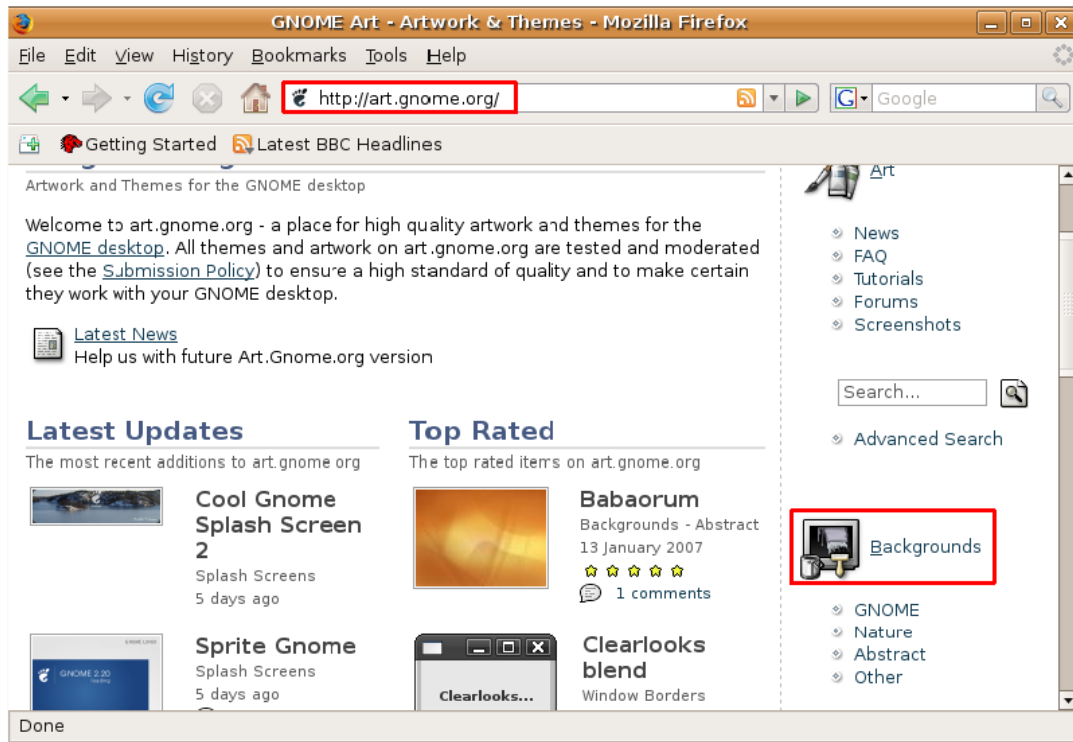 GNOME Art - Artwork & Themes - Mozilla Firefox
File Edit View History Bookmarks Tools Help
http://art.gnome.org/
G Google
Getting Started Latest BBC Headlines
Artwork and Themes for the GNOME desktop
Welcome to art.gnome.org - a place for high quality artwork and themes for the
GNOME desktop. All themes and artwork on art.gnome.org are tested and moderated
(see the Submission Policy) to ensure a high standard of quality and to make certain
they work with your GNOME desktop.
Latest News
Help us with future Art.Gnome.org version
Latest Updates
The most recent additions to art.gnome.org
Cool Gnome
Splash Screen
2
Splash Screens
5 days ago
Sprite Gnome
GNOME 2.20
Splash Screens
5 days ago
Top Rated
The top rated items on art.gnome.org
Babaorum
Backgrounds - Abstract
13 January 2007
1 comments
Clearlooks
blend
Clearlooks...
Window Borders
Art
News
FAQ
Tutorials
Forums
Screenshots
Search...
Advanced Search
Backgrounds
GNOME
Nature
Abstract
Other
Done